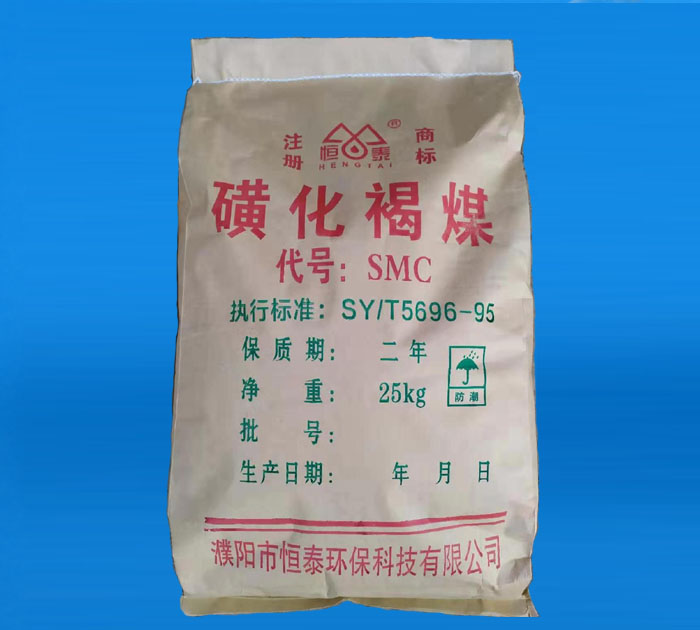 注册 恒泰 ® 商标
HENGTAI
磺化褐煤
代号：SMC
执行标准：SY/T5696-95
保质期：二年
净重：25kg
防潮
批号：
生产日期： 年 月 日
濮阳市恒泰环保科技有限公司